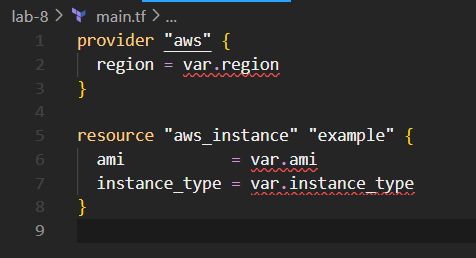 lab-8 > main.tf > ...
1 provider "aws" {
2   region = var.region
3 }
4
5 resource "aws_instance" "example" {
6   ami           = var.ami
7   instance_type = var.instance_type
8 }
9